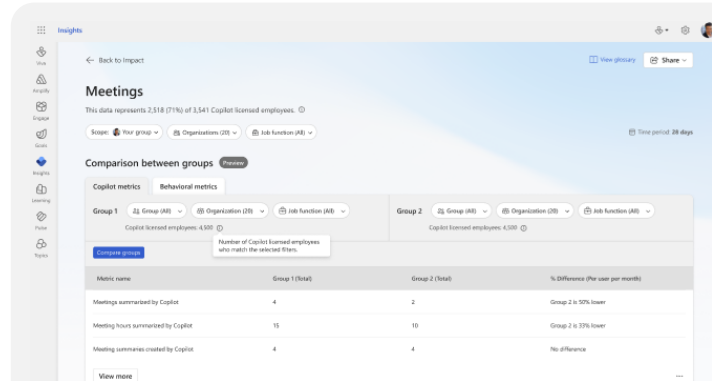 Insights
Viva
← Back to Impact
View glossary
Share
Amplify
Meetings
Engage
This data represents 2,518 (71%) of 3,541 Copilot licensed employees.
Goals
Scope: Your group
Organizations (20)
Job function (All)
Time period: 28 days
Insights
Comparison between groups
Preview
Learning
Copilot metrics
Behavioral metrics
Pulse
Group 1
Group (All)
Organization (20)
Job function (All)
Group 2
Group (All)
Organization (20)
Job function (All)
Copilot licensed employees: 4,500
Copilot licensed employees: 4,500
Topics
Number of Copilot licensed employees
who match the selected filters.
Compare groups
Metric name
Group 1 (Total)
Group 2 (Total)
% Difference (Per user per month)
Meetings summarized by Copilot
4
2
Group 2 is 50% lower
Meeting hours summarized by Copilot
15
10
Group 2 is 33% lower
Meeting summaries created by Copilot
4
4
No difference
View more